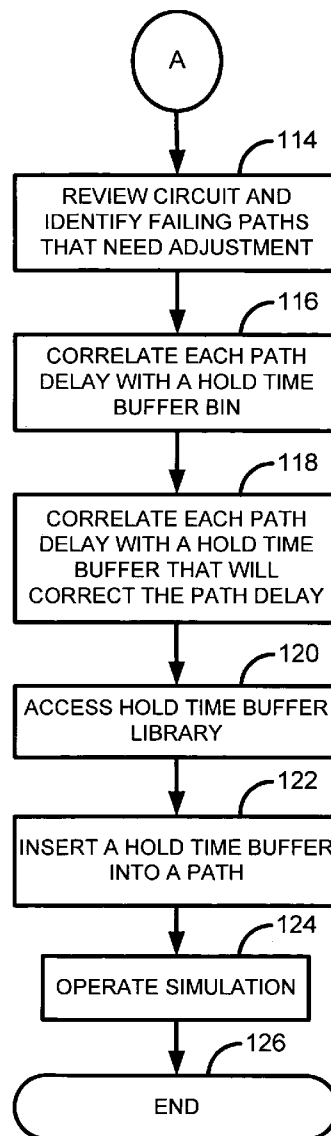 A
114
REVIEW CIRCUIT AND
IDENTIFY FAILING PATHS
THAT NEED ADJUSTMENT
116
CORRELATE EACH PATH
DELAY WITH A HOLD TIME
BUFFER BIN
118
CORRELATE EACH PATH
DELAY WITH A HOLD TIME
BUFFER THAT WILL
CORRECT THE PATH DELAY
120
ACCESS HOLD TIME BUFFER
LIBRARY
122
INSERT A HOLD TIME BUFFER
INTO A PATH
124
OPERATE SIMULATION
126
END